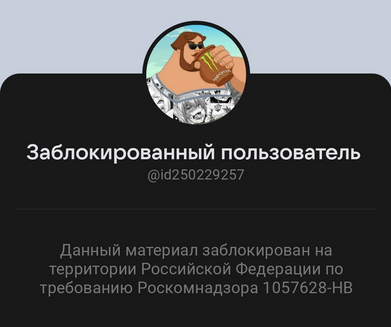 Заблокированный пользователь
@id250229257
Данный материал заблокирован на
территории Российской Федерации по
требованию Роскомнадзора 1057628-НВ